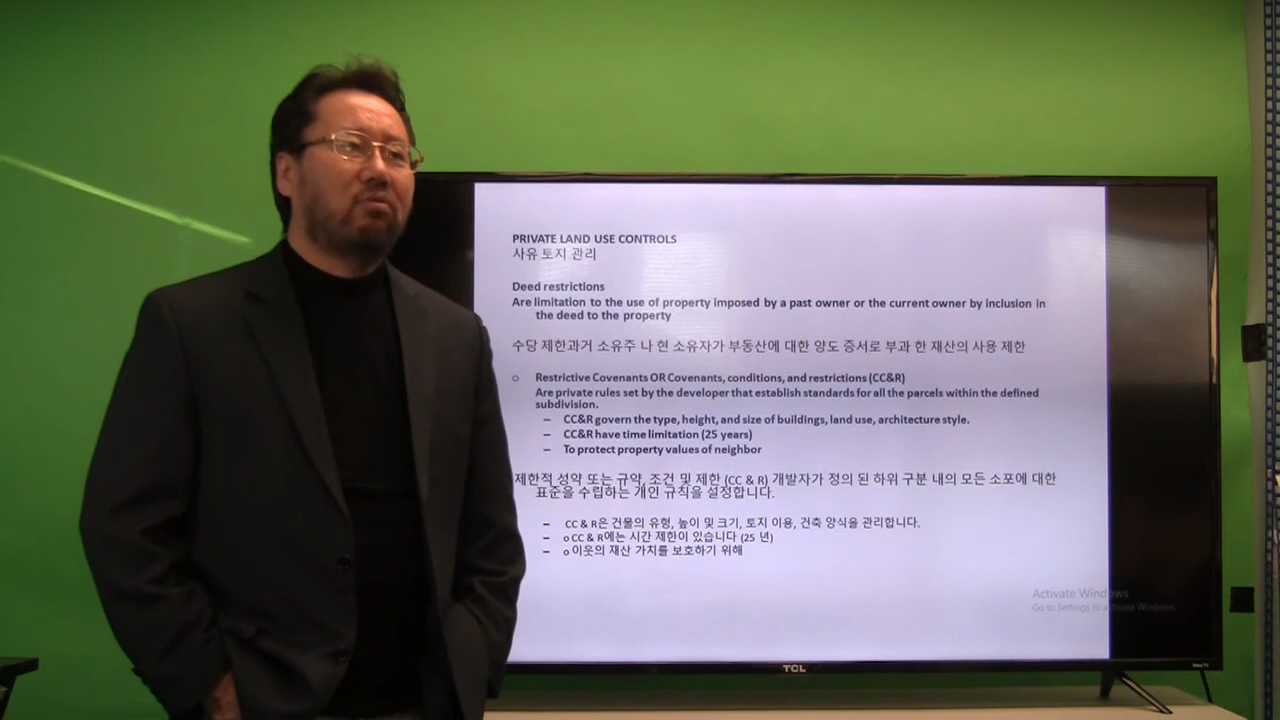 PRIVATE LAND USE CONTROLS
사유 토지 관리
Deed restrictions
Are limitation to the use of property imposed by a past owner or the current owner by inclusion in
the deed to the property
수당 제한과거 소유주 나 현 소유자가 부동산에 대한 양도 증서로 부과 한 재산의 사용 제한
o Restrictive Covenants OR Covenants, conditions, and restrictions (CC&R)
Are private rules set by the developer that establish standards for all the parcels within the defined
subdivision.
– CC&R govern the type, height, and size of buildings, land use, architecture style.
– CC&R have time limitation (25 years)
– To protect property values of neighbor
제한적 성약 또는 규약, 조건 및 제한 (CC & R) 개발자가 정의 된 하위 구분 내의 모든 소포에 대한
표준을 수립하는 개인 규칙을 설정합니다.
– CC & R은 건물의 유형, 높이 및 크기, 토지 이용, 건축 양식을 관리합니다.
– o CC & R에는 시간 제한이 있습니다 (25 년)
– o 이웃의 재산 가치를 보호하기 위해
Activate Windows
Go to Settings to activate Windows
TCL
Roku TV